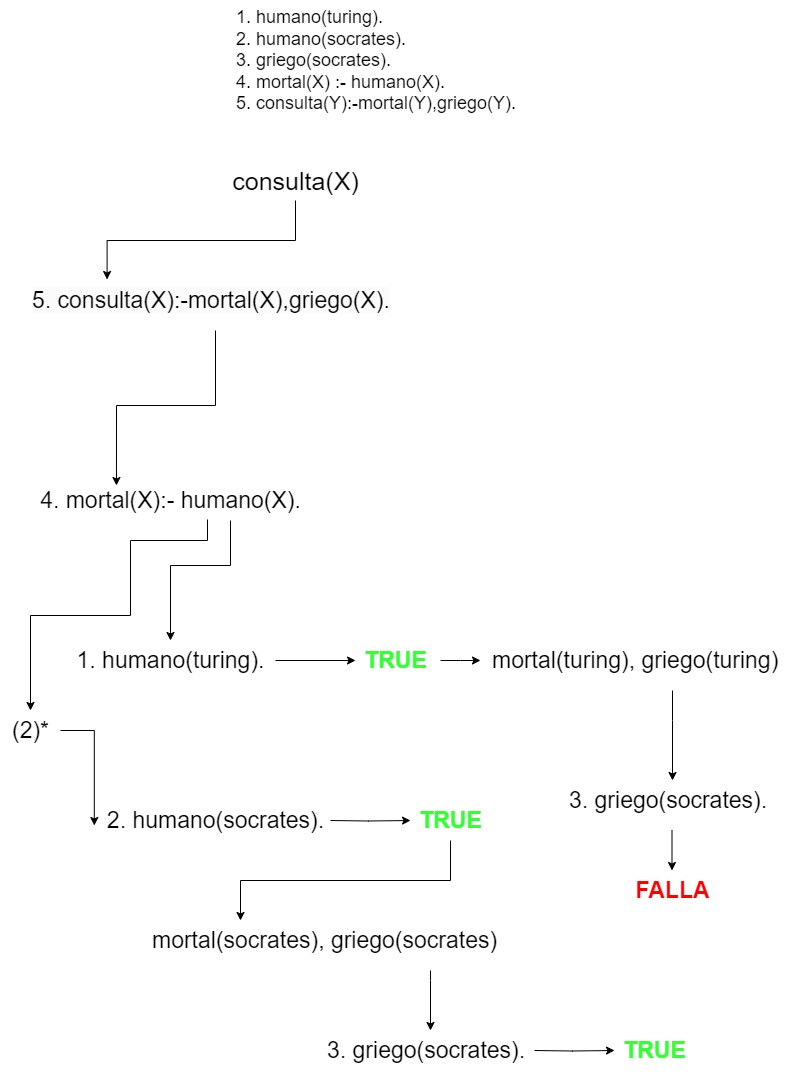 1. humano(turing).
2. humano(socrates).
3. griego(socrates).
4. mortal(X) :- humano(X).
5. consulta(Y):-mortal(Y),griego(Y).
consulta(X)
5. consulta(X):-mortal(X),griego(X).
4. mortal(X):- humano(X).
1. humano(turing).
TRUE
mortal(turing), griego(turing)
(2)*
3. griego(socrates).
2. humano(socrates).
TRUE
FALLA
mortal(socrates), griego(socrates)
3. griego(socrates).
TRUE